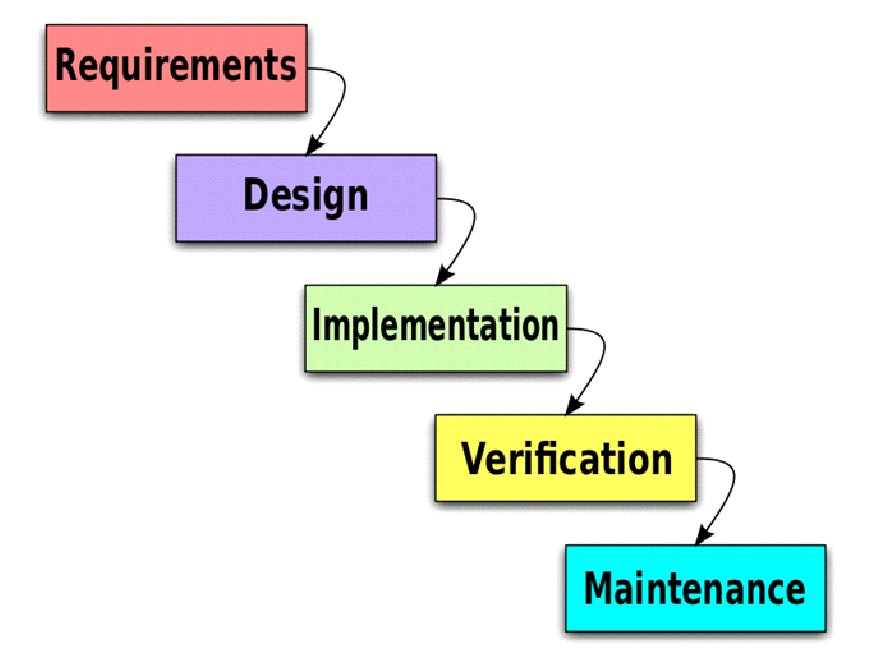 Requirements
Design
Implementation
Verification
Maintenance